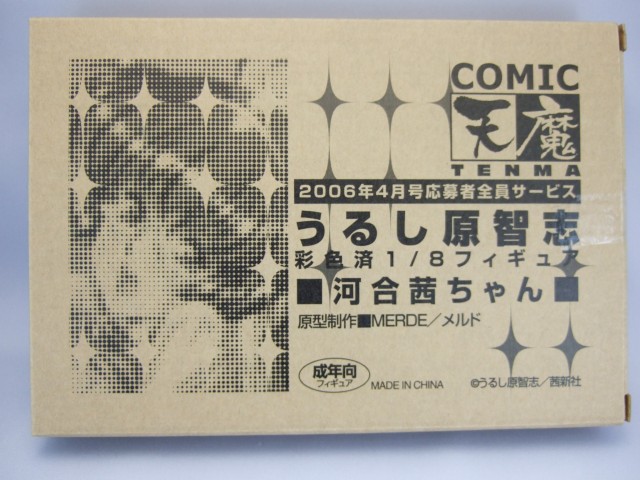 COMIC
天魔
TENMA
2006年4月号応募者全員サービス
うるし原智志
彩色済1/8フィギュア
■河合茜ちゃん■
原型制作■MERDE/メルド
成年向
フィギュア
MADE IN CHINA
©うるし原智志/茜新社